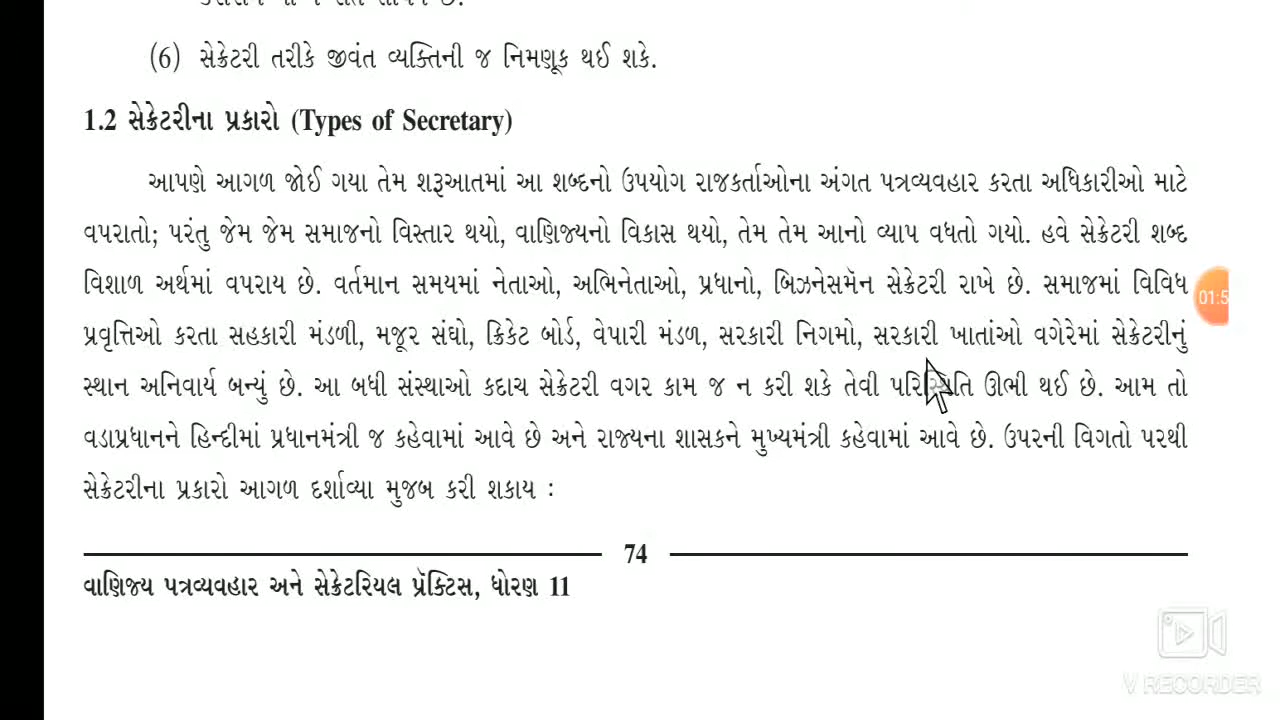 (6) સેક્રેટરી તરીકે જીવંત વ્યક્તિની જ નિમણૂક થઈ શકે.
1.2 સેક્રેટરીના પ્રકારો (Types of Secretary)
આપણે આગળ જોઈ ગયા તેમ શરૂઆતમાં આ શબ્દનો ઉપયોગ રાજકર્તાઓના અંગત પત્રવ્યવહાર કરતા અધિકારીઓ માટે
વપરાતો; પરંતુ જેમ જેમ સમાજનો વિસ્તાર થયો, વાણિજ્યનો વિકાસ થયો, તેમ તેમ આનો વ્યાપ વધતો ગયો. હવે સેક્રેટરી શબ્દ
વિશાળ અર્થમાં વપરાય છે. વર્તમાન સમયમાં નેતાઓ, અભિનેતાઓ, પ્રધાનો, બિઝનેસમૅન સેક્રેટરી રાખે છે. સમાજમાં વિવિધ
01:5
પ્રવૃત્તિઓ કરતા સહકારી મંડળી, મજૂર સંઘો, ક્રિકેટ બોર્ડ, વેપારી મંડળ, સરકારી નિગમો, સરકારી ખાતાંઓ વગેરેમાં સેક્રેટરીનું
સ્થાન અનિવાર્ય બન્યું છે. આ બધી સંસ્થાઓ કદાચ સેક્રેટરી વગર કામ જ ન કરી શકે તેવી પરિસ્થિતિ ઊભી થઈ છે. આમ તો
વડાપ્રધાનને હિન્દીમાં પ્રધાનમંત્રી જ કહેવામાં આવે છે અને રાજ્યના શાસકને મુખ્યમંત્રી કહેવામાં આવે છે. ઉપરની વિગતો પરથી
સેક્રેટરીના પ્રકારો આગળ દર્શાવ્યા મુજબ કરી શકાય :
74
વાણિજ્ય પત્રવ્યવહાર અને સેક્રેટરિયલ પ્રૅક્ટિસ, ધોરણ 11
V RECORDER